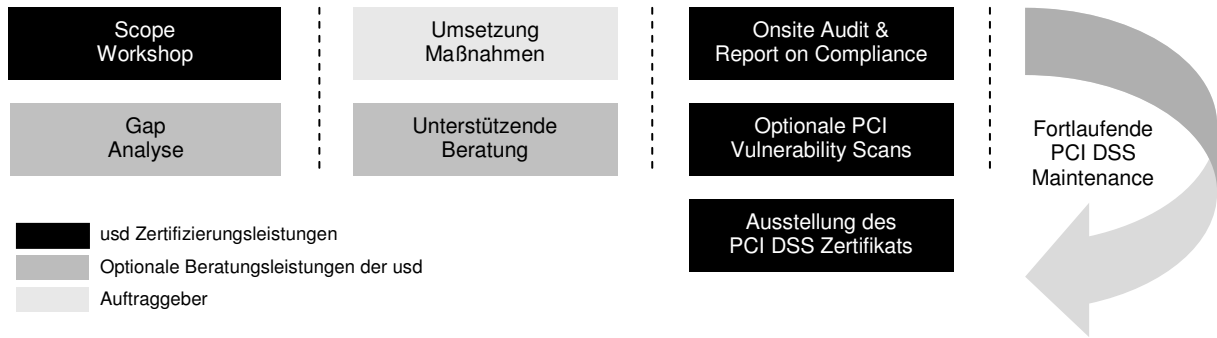 Scope
Workshop
Gap
Analyse
Umsetzung
Maßnahmen
Unterstützende
Beratung
Onsite Audit &
Report on Compliance
Optionale PCI
Vulnerability Scans
Ausstellung des
PCI DSS Zertifikats
Fortlaufende
PCI DSS
Maintenance
usd Zertifizierungsleistungen
Optionale Beratungsleistungen der usd
Auftraggeber